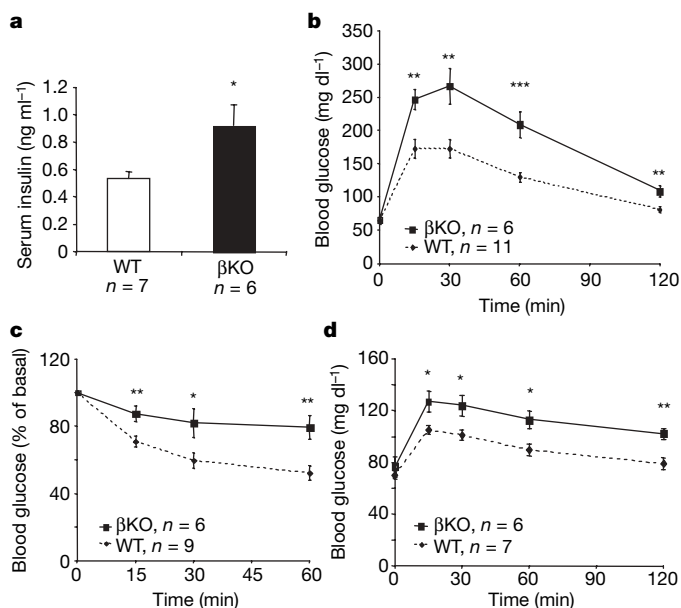 a
Serum insulin (ng ml⁻¹)
1.2
1.0
0.8
0.6
0.4
0.2
0
*
WT
n = 7
βKO
n = 6
b
Blood glucose (mg dl⁻¹)
350
300
250
200
150
100
50
0
**
**
***
**
βKO, n = 6
WT, n = 11
0 30 60 90 120
Time (min)
c
Blood glucose (% of basal)
120
80
40
0
**
*
**
βKO, n = 6
WT, n = 9
0 15 30 45 60
Time (min)
d
Blood glucose (mg dl⁻¹)
160
120
80
40
0
*
*
*
**
βKO, n = 6
WT, n = 7
0 30 60 90 120
Time (min)